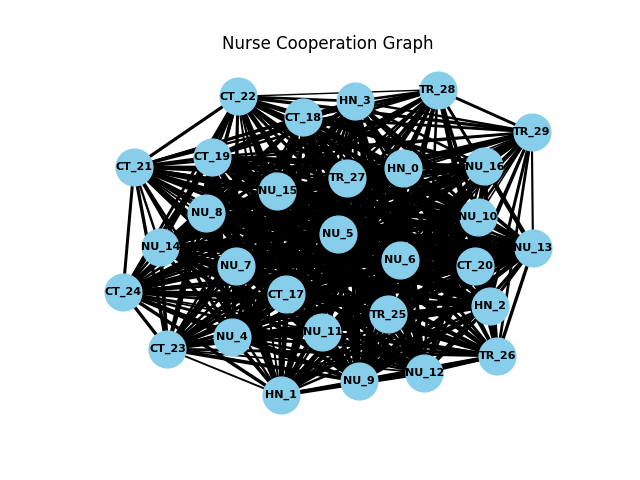 Nurse Cooperation Graph
TR_28
CT_22
HN_3
CT_18
TR_29
CT_19
CT_21
NU_16
HN_0
TR_27
NU_15
NU_8
NU_10
NU_5
NU_14
NU_13
NU_6
NU_7
CT_20
CT_24
CT_17
HN_2
TR_25
NU_11
NU_4
CT_23
TR_26
NU_12
NU_9
HN_1